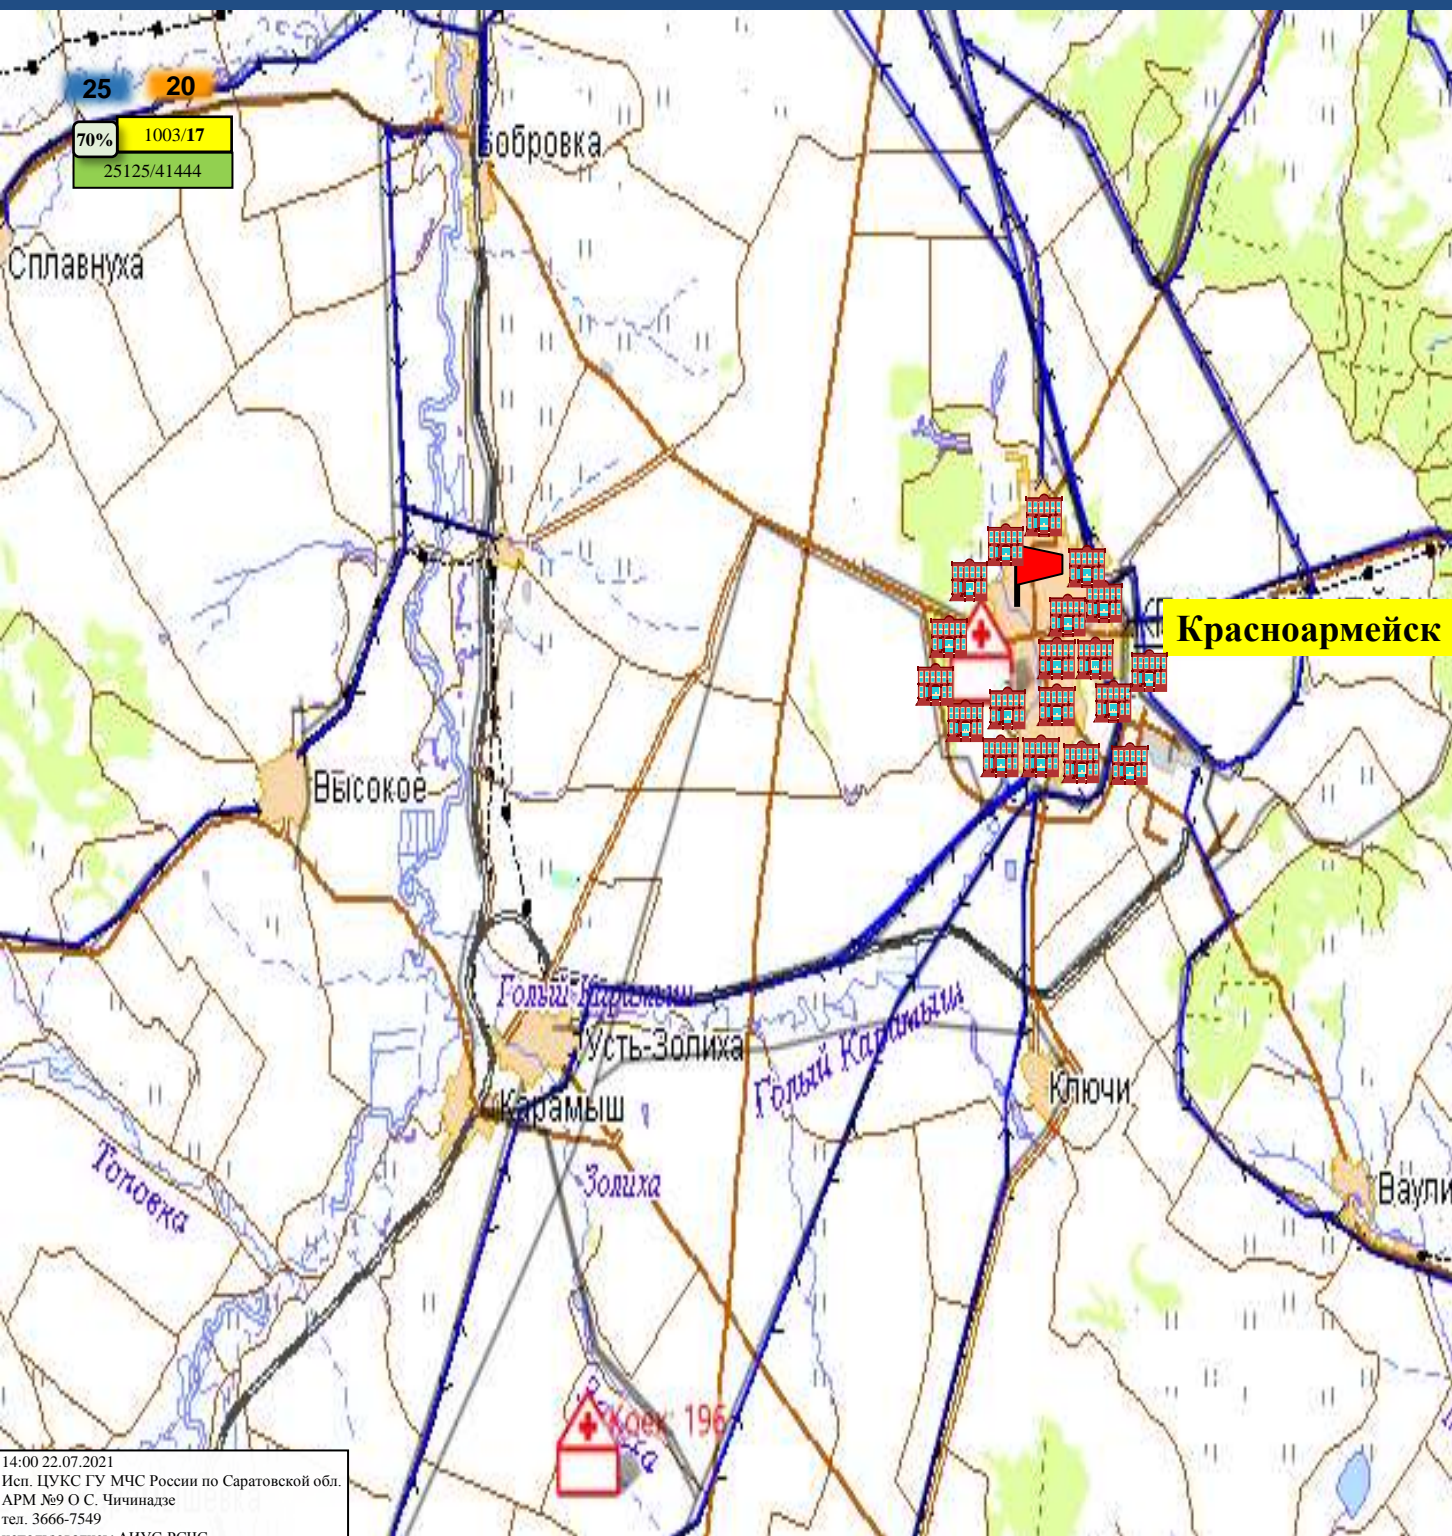 25
20
70%
1003/17
25125/41444
Бобровка
Сплавнуха
Красноармейск
Высокое
Голый Карамыш
Усть-Золиха
Голый Карамыш
Ключи
Карамыш
Топовка
Золиха
Ваули
Коек: 196
14:00 22.07.2021
Исп. ЦУКС ГУ МЧС России по Саратовской обл.
АРМ №9 О С. Чичинадзе
тел. 3666-7549